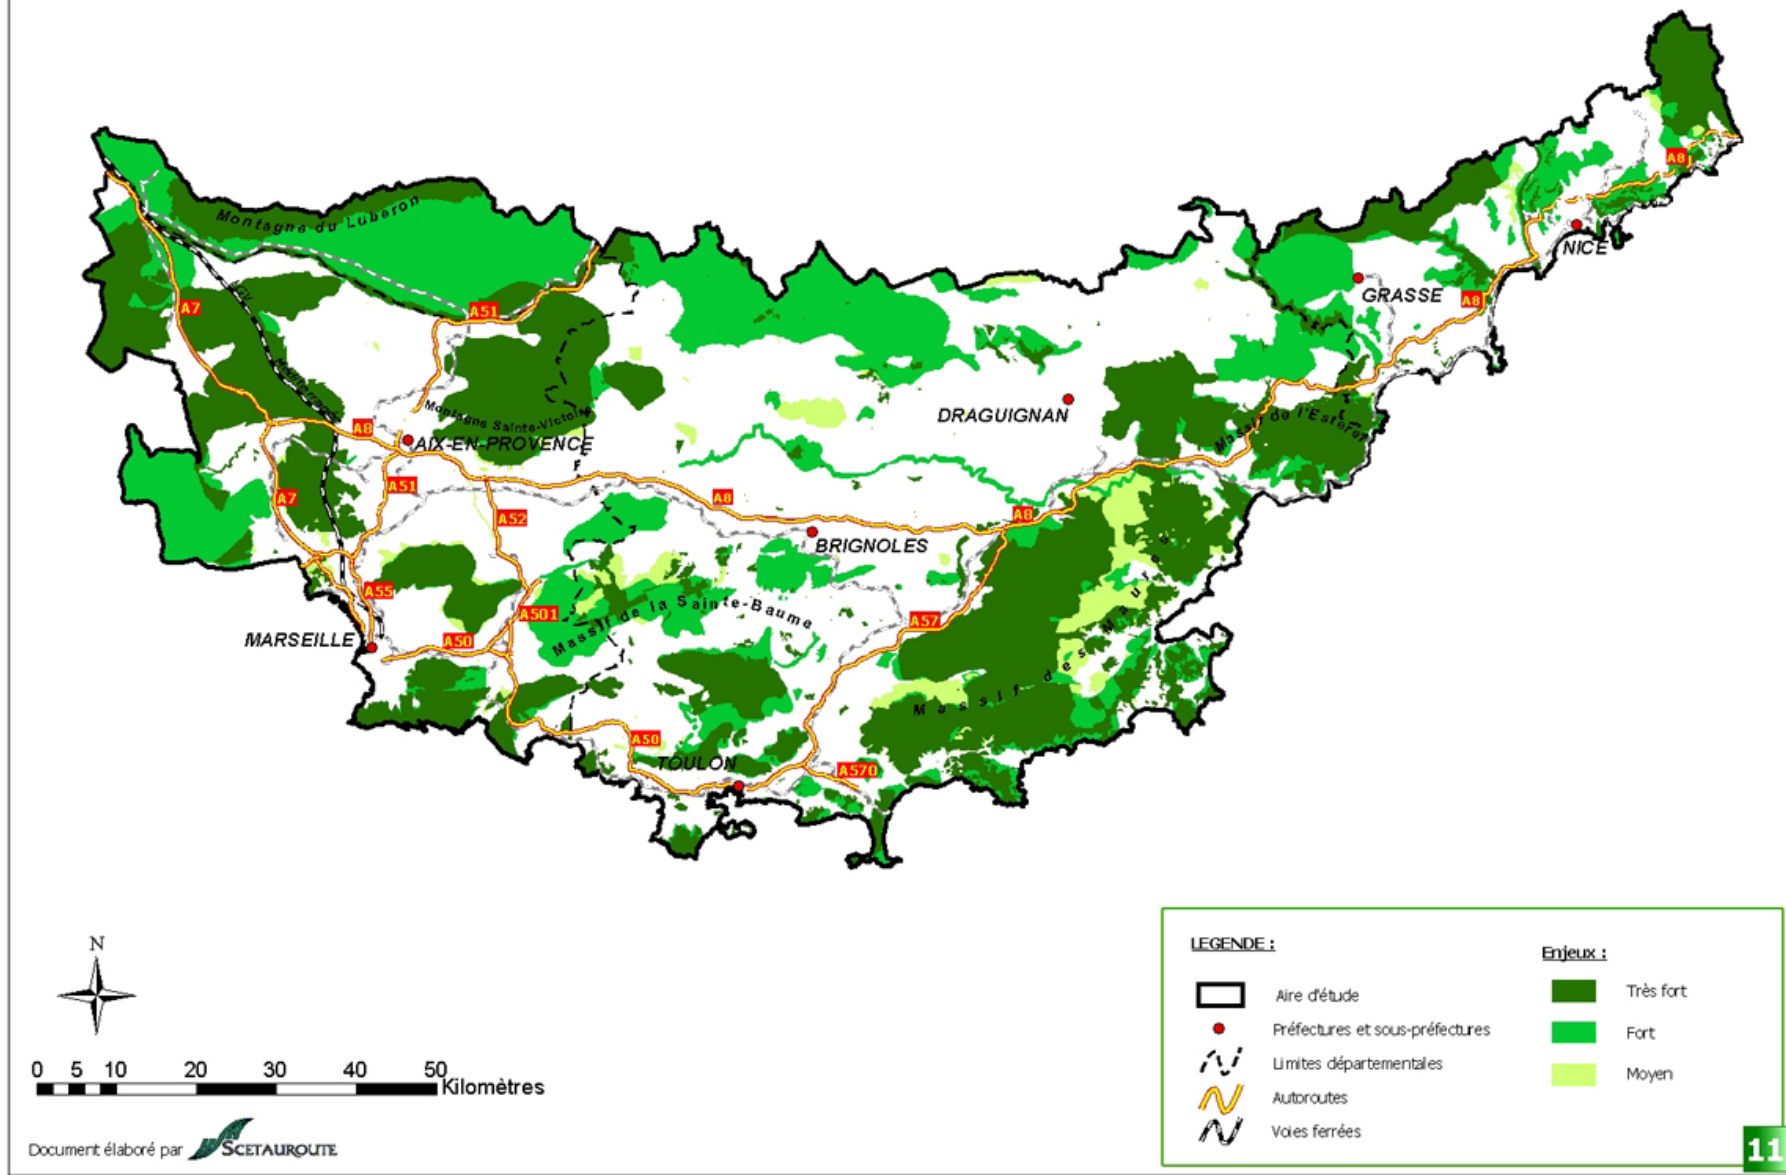 A8
Montagne du Luberon
NICE
GRASSE
A8
A7
A51
TGV
Méditerranée
Montagne Sainte-Victoire
DRAGUIGNAN
Massif de l'Esterel
A8
AIX-EN-PROVENCE
A51
A7
A8
A52
A8
BRIGNOLES
A55
A501
Massif de la Sainte-Baume
A57
MARSEILLE
A50
Massif des Maures
A50
TOULON
A570
N
0 5 10 20 30 40 50
Kilomètres
Document élaboré par SCETAUROUTE
LEGENDE :
Aire d'étude
Préfectures et sous-préfectures
Limites départementales
Autoroutes
Voies ferrées
Enjeux :
Très fort
Fort
Moyen
11